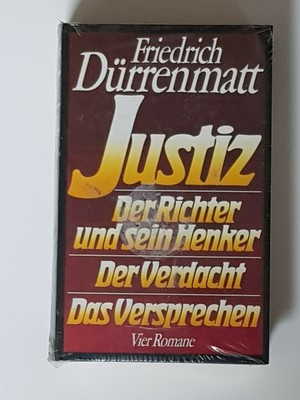 Friedrich
Dürrenmatt
Justiz
Der Richter
und sein Henker
Der Verdacht
Das Versprechen
Vier Romane